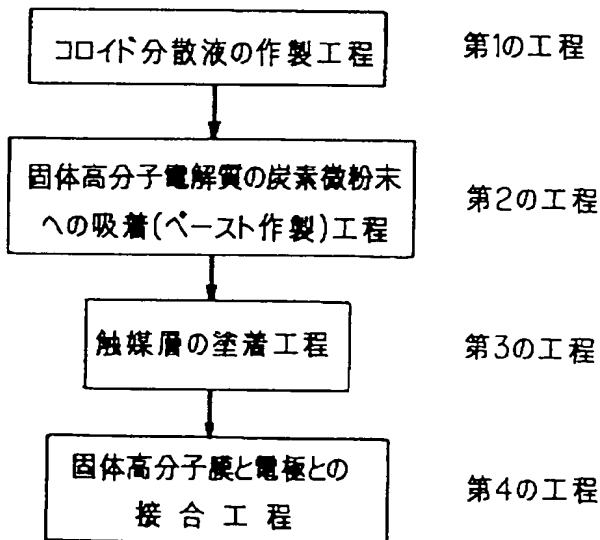 コロイド分散液の作製工程
第1の工程
固体高分子電解質の炭素微粉末
への吸着(ペースト作製)工程
第2の工程
触媒層の塗着工程
第3の工程
固体高分子膜と電極との
接合工程
第4の工程